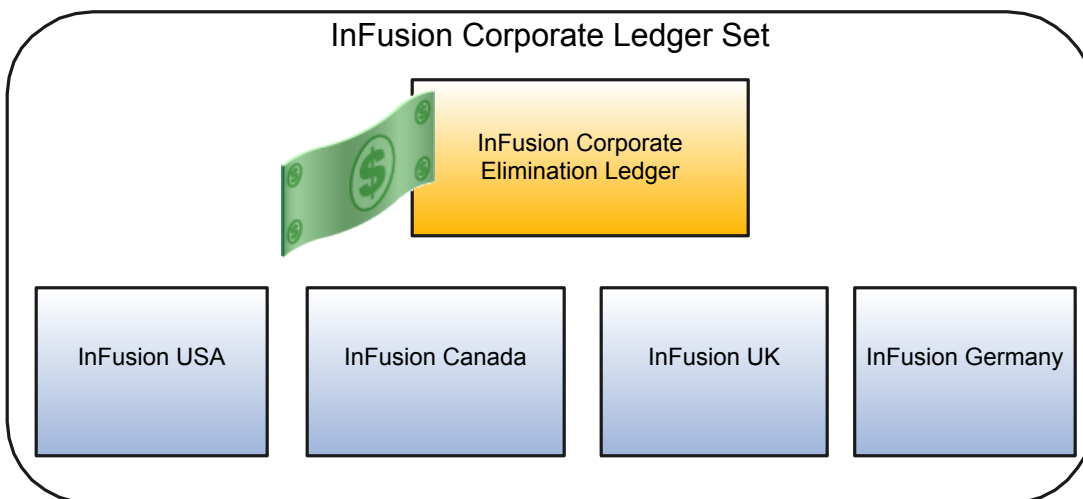 InFusion Corporate Ledger Set
InFusion Corporate
Elimination Ledger
$
$
$
$
$
InFusion USA
InFusion Canada
InFusion UK
InFusion Germany